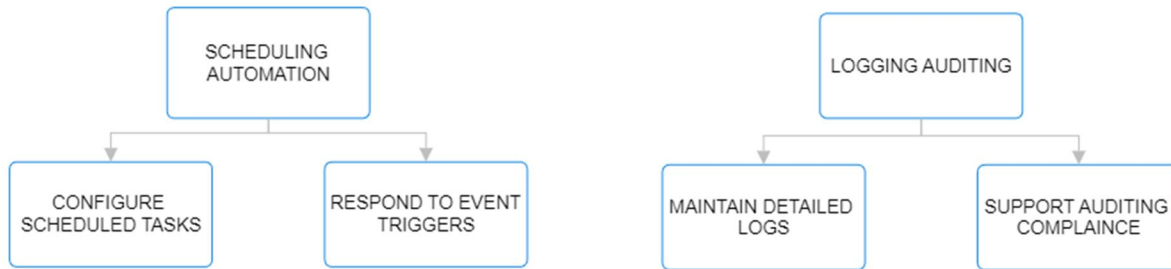 SCHEDULING
AUTOMATION
LOGGING AUDITING
CONFIGURE
SCHEDULED TASKS
RESPOND TO EVENT
TRIGGERS
MAINTAIN DETAILED
LOGS
SUPPORT AUDITING
COMPLAINCE